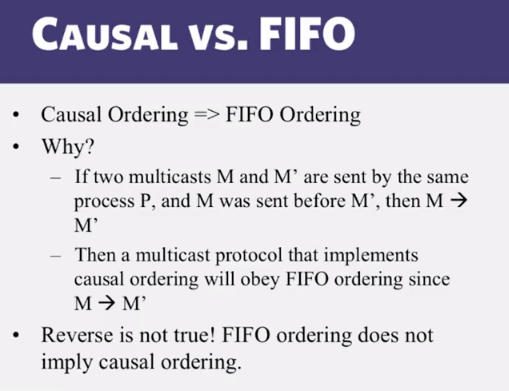 CAUSAL VS. FIFO
• Causal Ordering => FIFO Ordering
• Why?
– If two multicasts M and M’ are sent by the same
process P, and M was sent before M’, then M →
M’
– Then a multicast protocol that implements
causal ordering will obey FIFO ordering since
M → M’
• Reverse is not true! FIFO ordering does not
imply causal ordering.